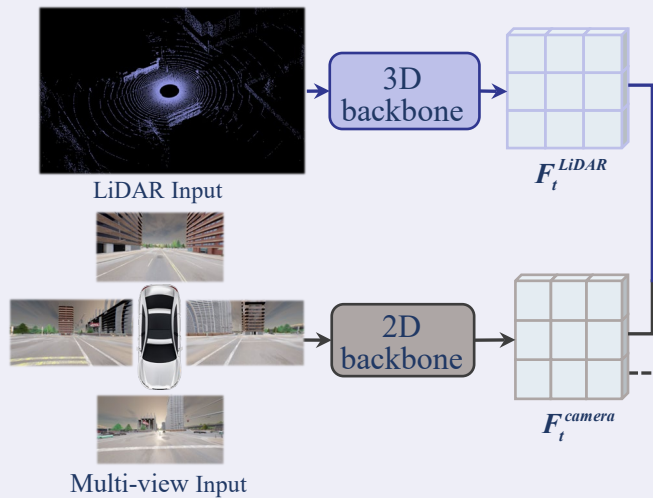 3D
backbone
LiDAR Input
F_t^LiDAR
2D
backbone
F_t^camera
Multi-view Input